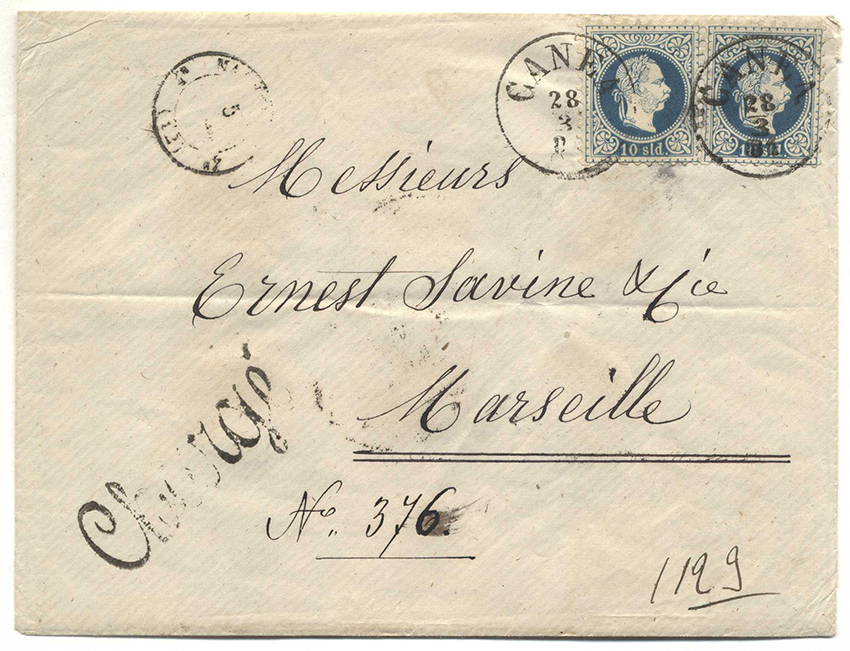 CANEA
28
3
10 sld.
CANEA
28
3
81
10 sld.
Messieurs
Ernest Savine & Cie
Marseille
Chargé
No. 376.
1129